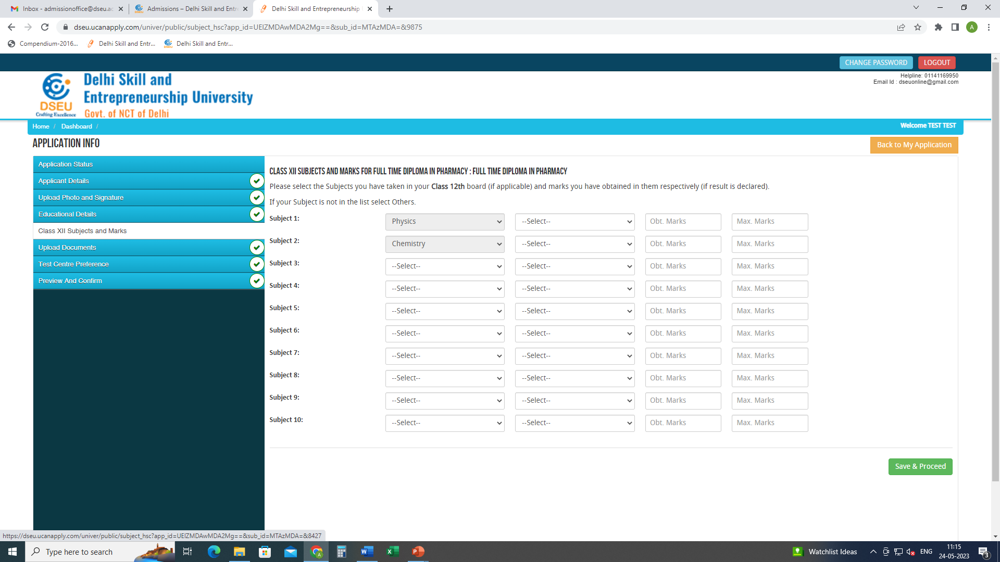 Inbox - admissionoffice@dseu.ac
Admissions – Delhi Skill and Entr
Delhi Skill and Entrepreneurship
dseu.ucanapply.com/univer/public/subject_hsc?app_id=UElZMDAwMDA2Mg==&sub_id=MTAzMDA=&9875
A
Compendium-2016...
Delhi Skill and Entr...
Delhi Skill and Entr...
CHANGE PASSWORD
LOGOUT
Helpline: 01141169950
Email Id : dseuonline@gmail.com
DSEU
Crafting Excellence
Delhi Skill and
Entrepreneurship University
Govt. of NCT of Delhi
Home / Dashboard /
Welcome TEST TEST
APPLICATION INFO
Back to My Application
Application Status
Applicant Details
Upload Photo and Signature
Educational Details
Class XII Subjects and Marks
Upload Documents
Test Centre Preference
Preview And Confirm
CLASS XII SUBJECTS AND MARKS FOR FULL TIME DIPLOMA IN PHARMACY : FULL TIME DIPLOMA IN PHARMACY
Please select the Subjects you have taken in your Class 12th board (if applicable) and marks you have obtained in them respectively (if result is declared).
If your Subject is not in the list select Others.
Subject 1: Physics --Select-- Obt. Marks Max. Marks
Subject 2: Chemistry --Select-- Obt. Marks Max. Marks
Subject 3: --Select-- --Select-- Obt. Marks Max. Marks
Subject 4: --Select-- --Select-- Obt. Marks Max. Marks
Subject 5: --Select-- --Select-- Obt. Marks Max. Marks
Subject 6: --Select-- --Select-- Obt. Marks Max. Marks
Subject 7: --Select-- --Select-- Obt. Marks Max. Marks
Subject 8: --Select-- --Select-- Obt. Marks Max. Marks
Subject 9: --Select-- --Select-- Obt. Marks Max. Marks
Subject 10: --Select-- --Select-- Obt. Marks Max. Marks
Save & Proceed
https://dseu.ucanapply.com/univer/public/subject_hsc?app_id=UElZMDAwMDA2Mg==&sub_id=MTAzMDA=&8427
Type here to search
Watchlist Ideas
ENG
11:15
24-05-2023
3